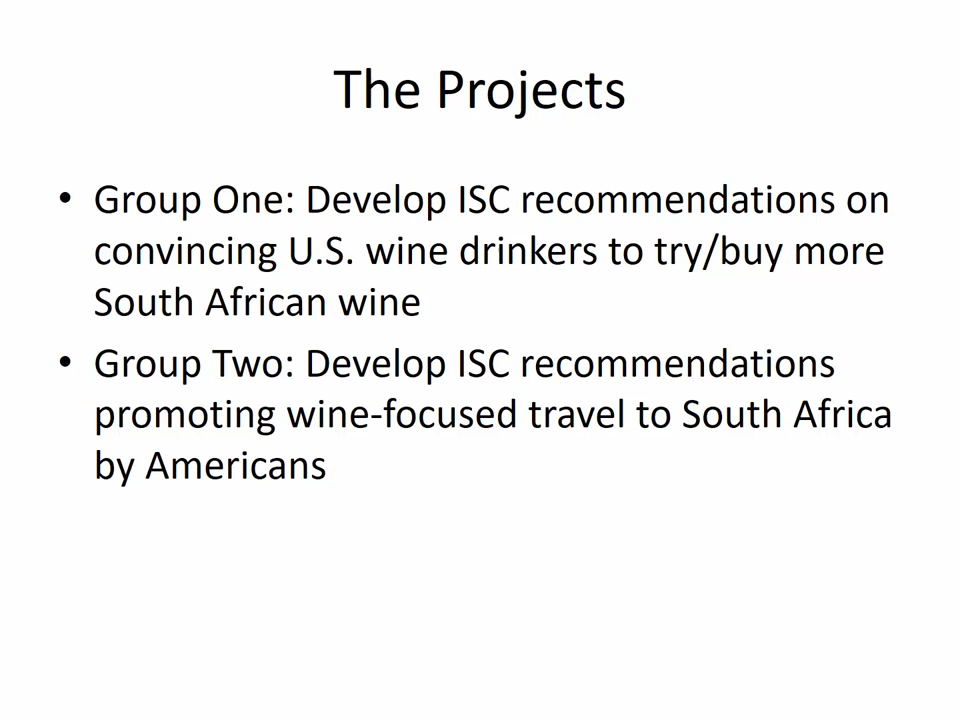 The Projects
• Group One: Develop ISC recommendations on
convincing U.S. wine drinkers to try/buy more
South African wine
• Group Two: Develop ISC recommendations
promoting wine-focused travel to South Africa
by Americans